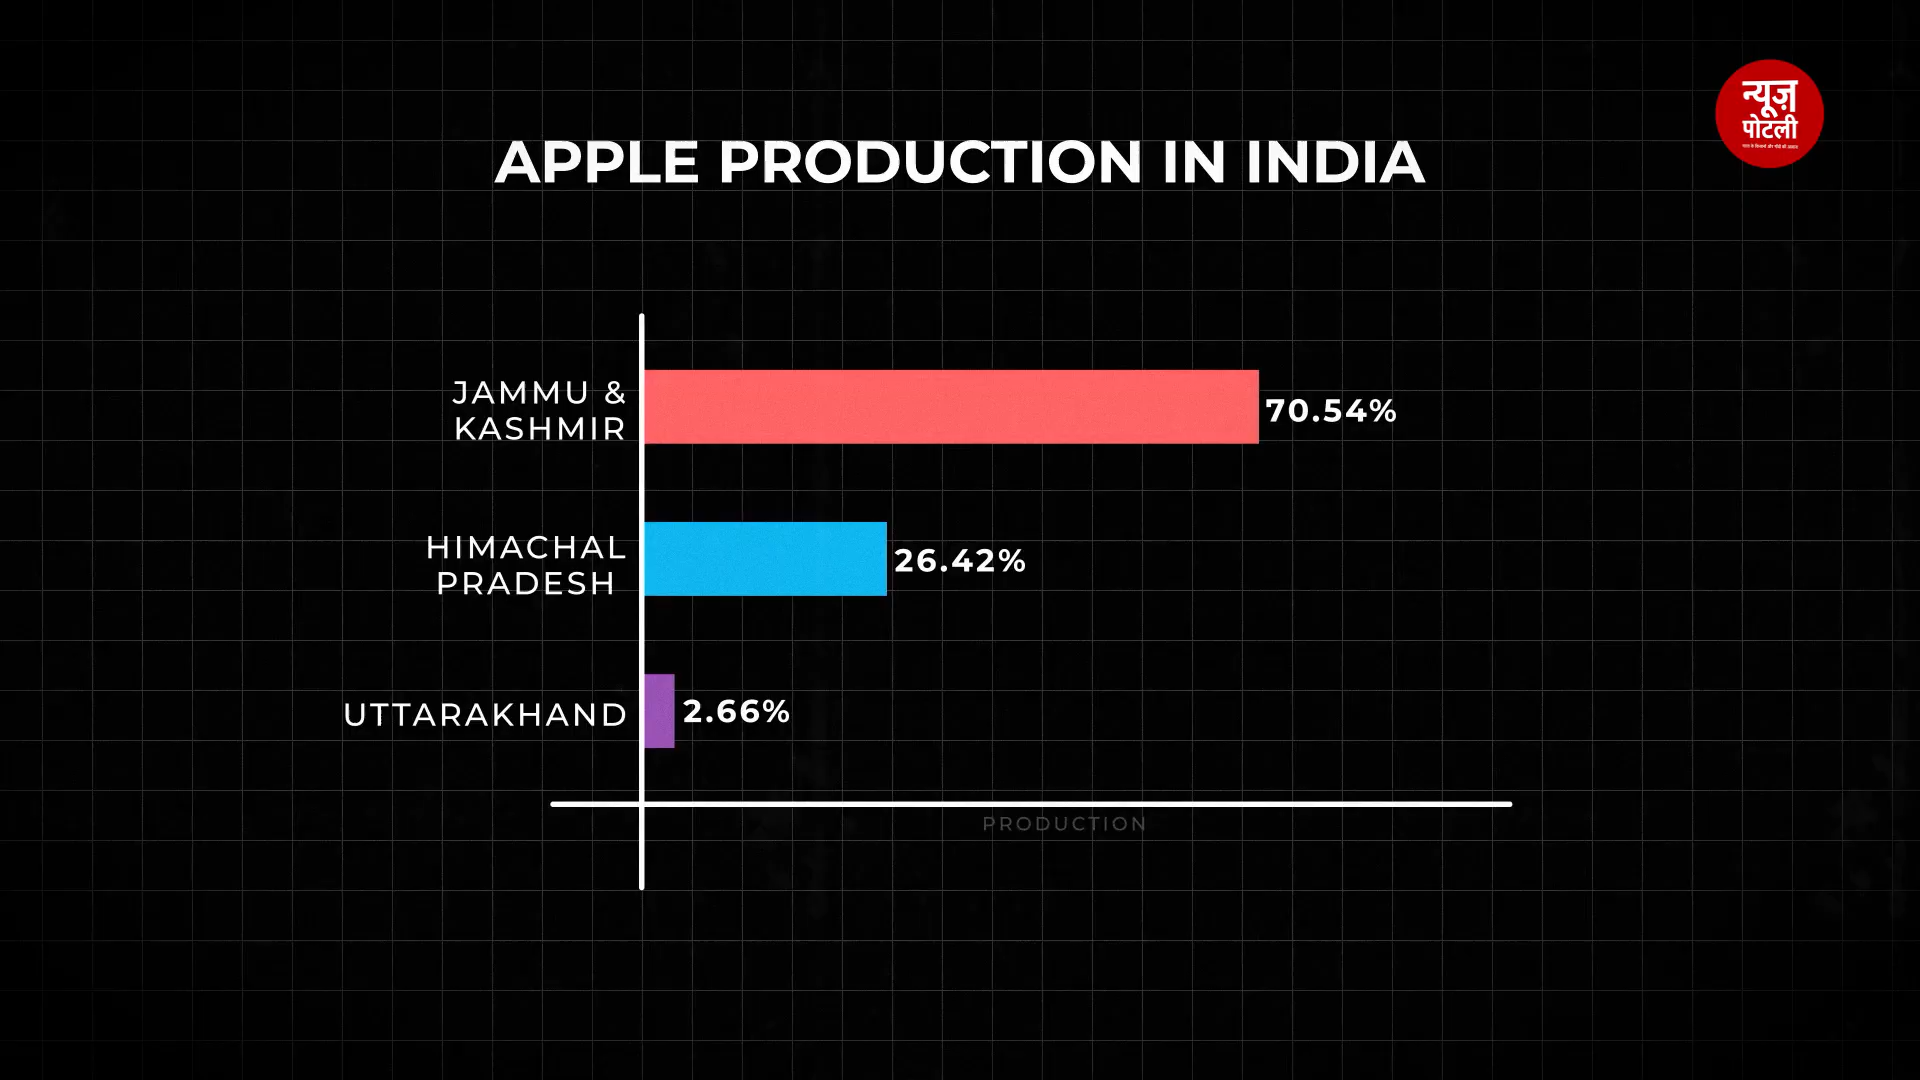 न्यूज़
पोटली
APPLE PRODUCTION IN INDIA
JAMMU &
KASHMIR
70.54%
HIMACHAL
PRADESH
26.42%
UTTARAKHAND
2.66%
PRODUCTION